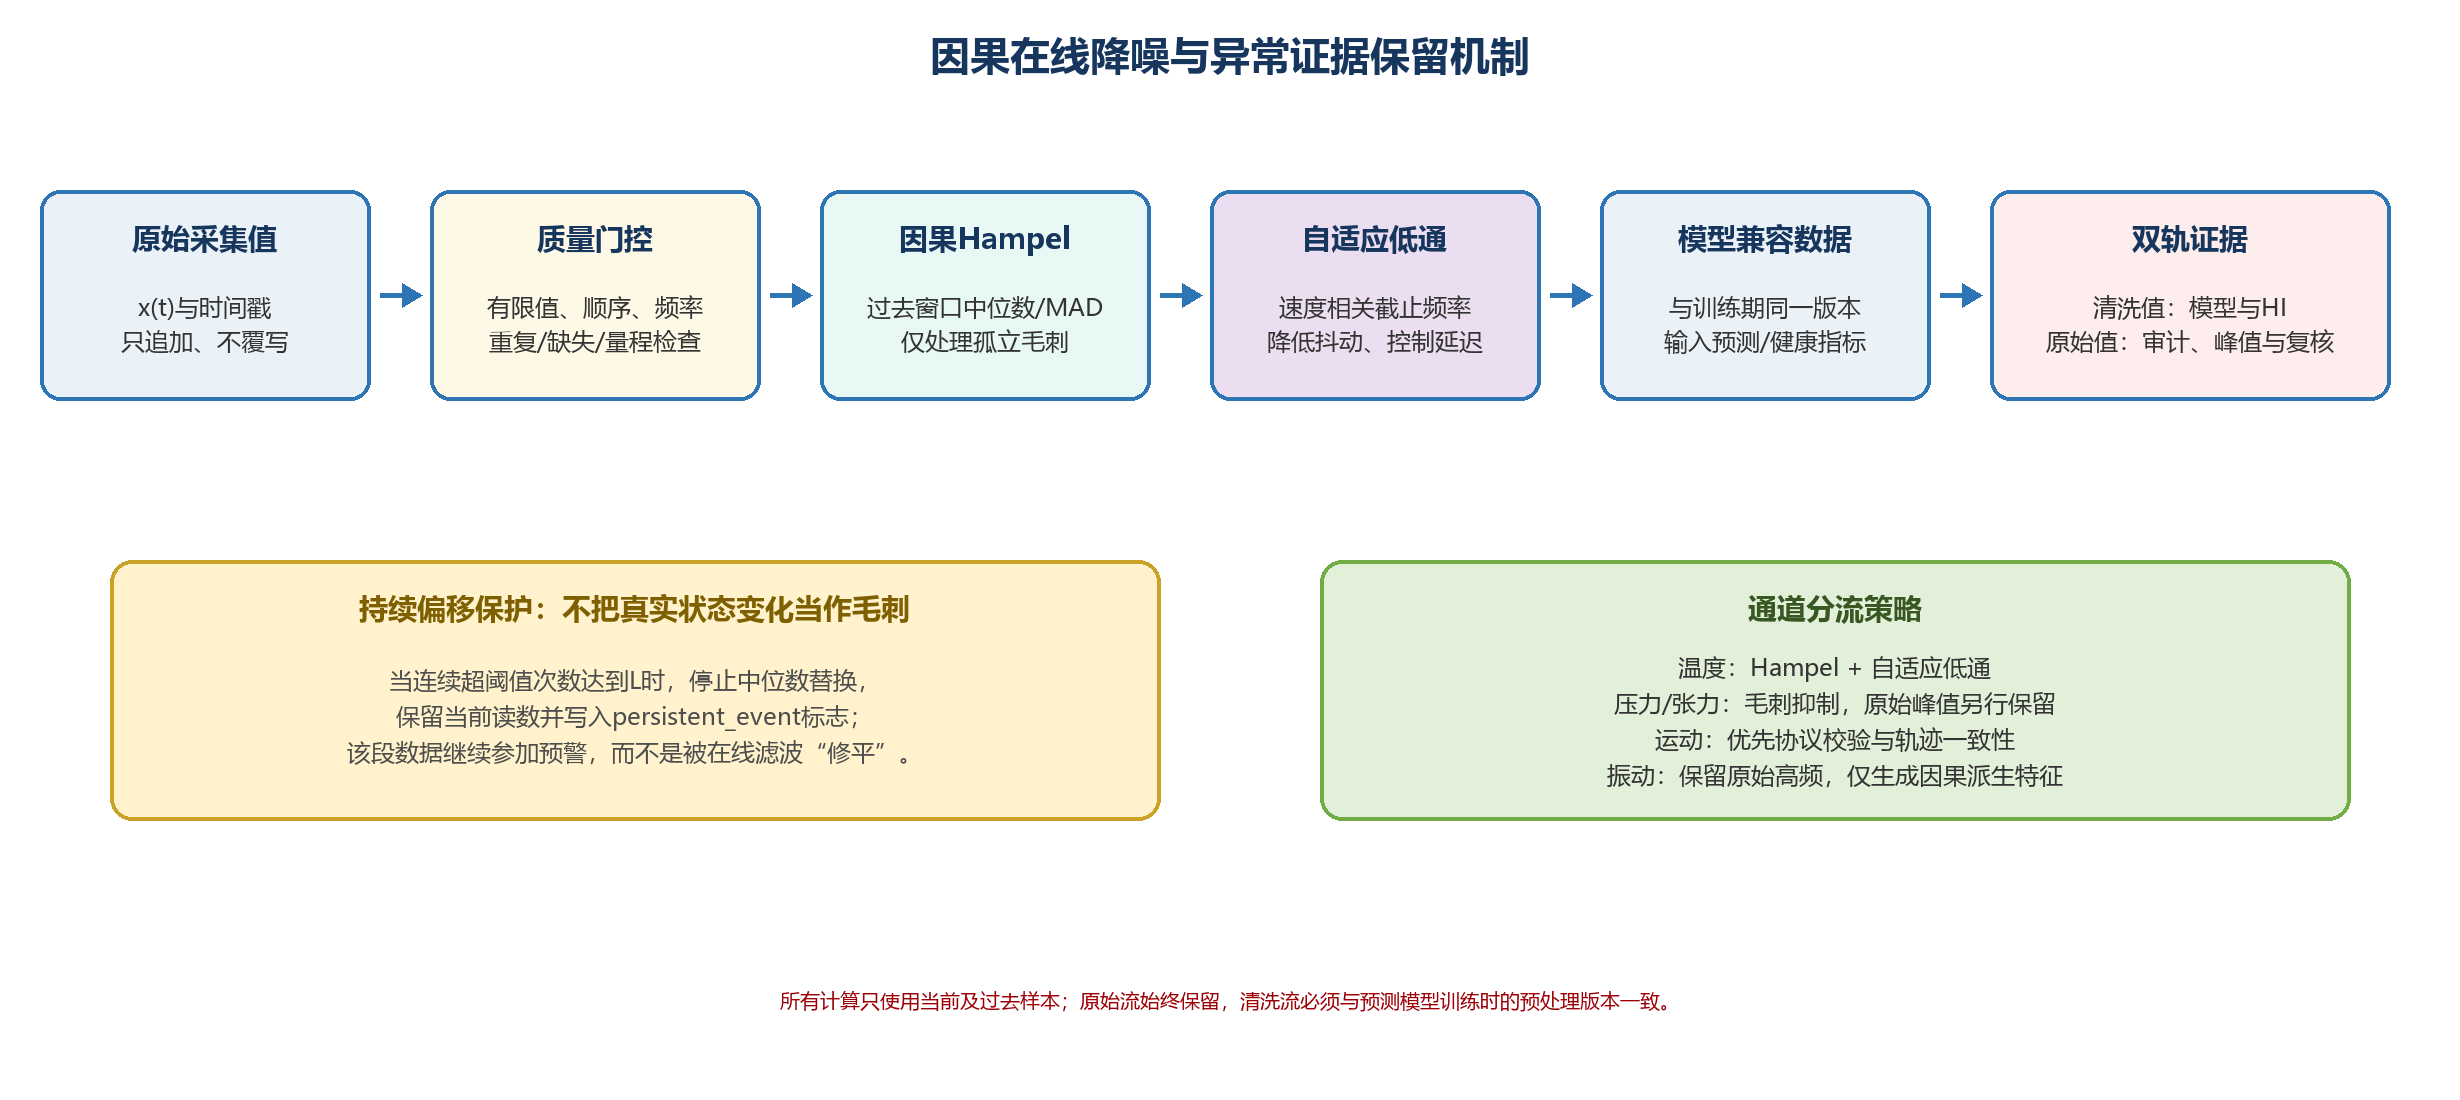 因果在线降噪与异常证据保留机制
原始采集值
x(t)与时间戳
只追加、不覆写
质量门控
有限值、顺序、频率
重复/缺失/量程检查
因果Hampel
过去窗口中位数/MAD
仅处理孤立毛刺
自适应低通
速度相关截止频率
降低抖动、控制延迟
模型兼容数据
与训练期同一版本
输入预测/健康指标
双轨证据
清洗值：模型与HI
原始值：审计、峰值与复核
持续偏移保护：不把真实状态变化当作毛刺
当连续超阈值次数达到L时，停止中位数替换，
保留当前读数并写入persistent_event标志；
该段数据继续参加预警，而不是被在线滤波“修平”。
通道分流策略
温度：Hampel + 自适应低通
压力/张力：毛刺抑制，原始峰值另行保留
运动：优先协议校验与轨迹一致性
振动：保留原始高频，仅生成因果派生特征
所有计算只使用当前及过去样本；原始流始终保留，清洗流必须与预测模型训练时的预处理版本一致。